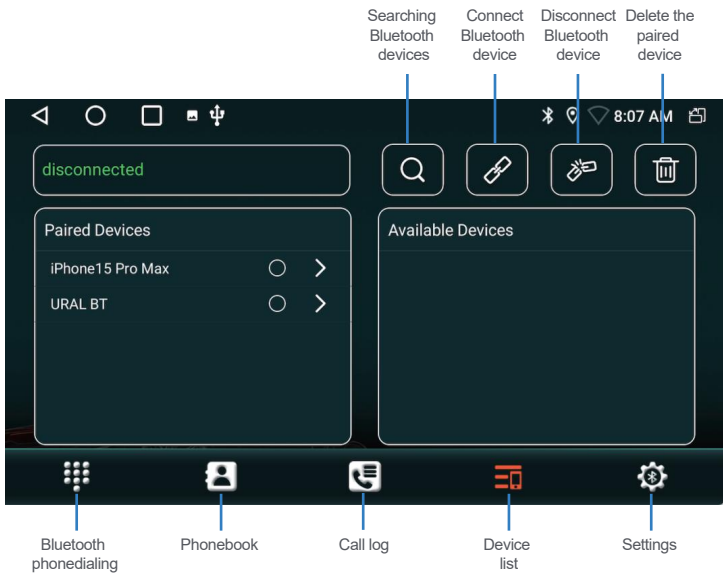 Searching
Bluetooth
devices
Connect
Bluetooth
device
Disconnect
Bluetooth
device
Delete the
paired
device
8:07 AM
disconnected
Paired Devices
iPhone15 Pro Max
URAL BT
Available Devices
Bluetooth
phonedialing
Phonebook
Call log
Device
list
Settings